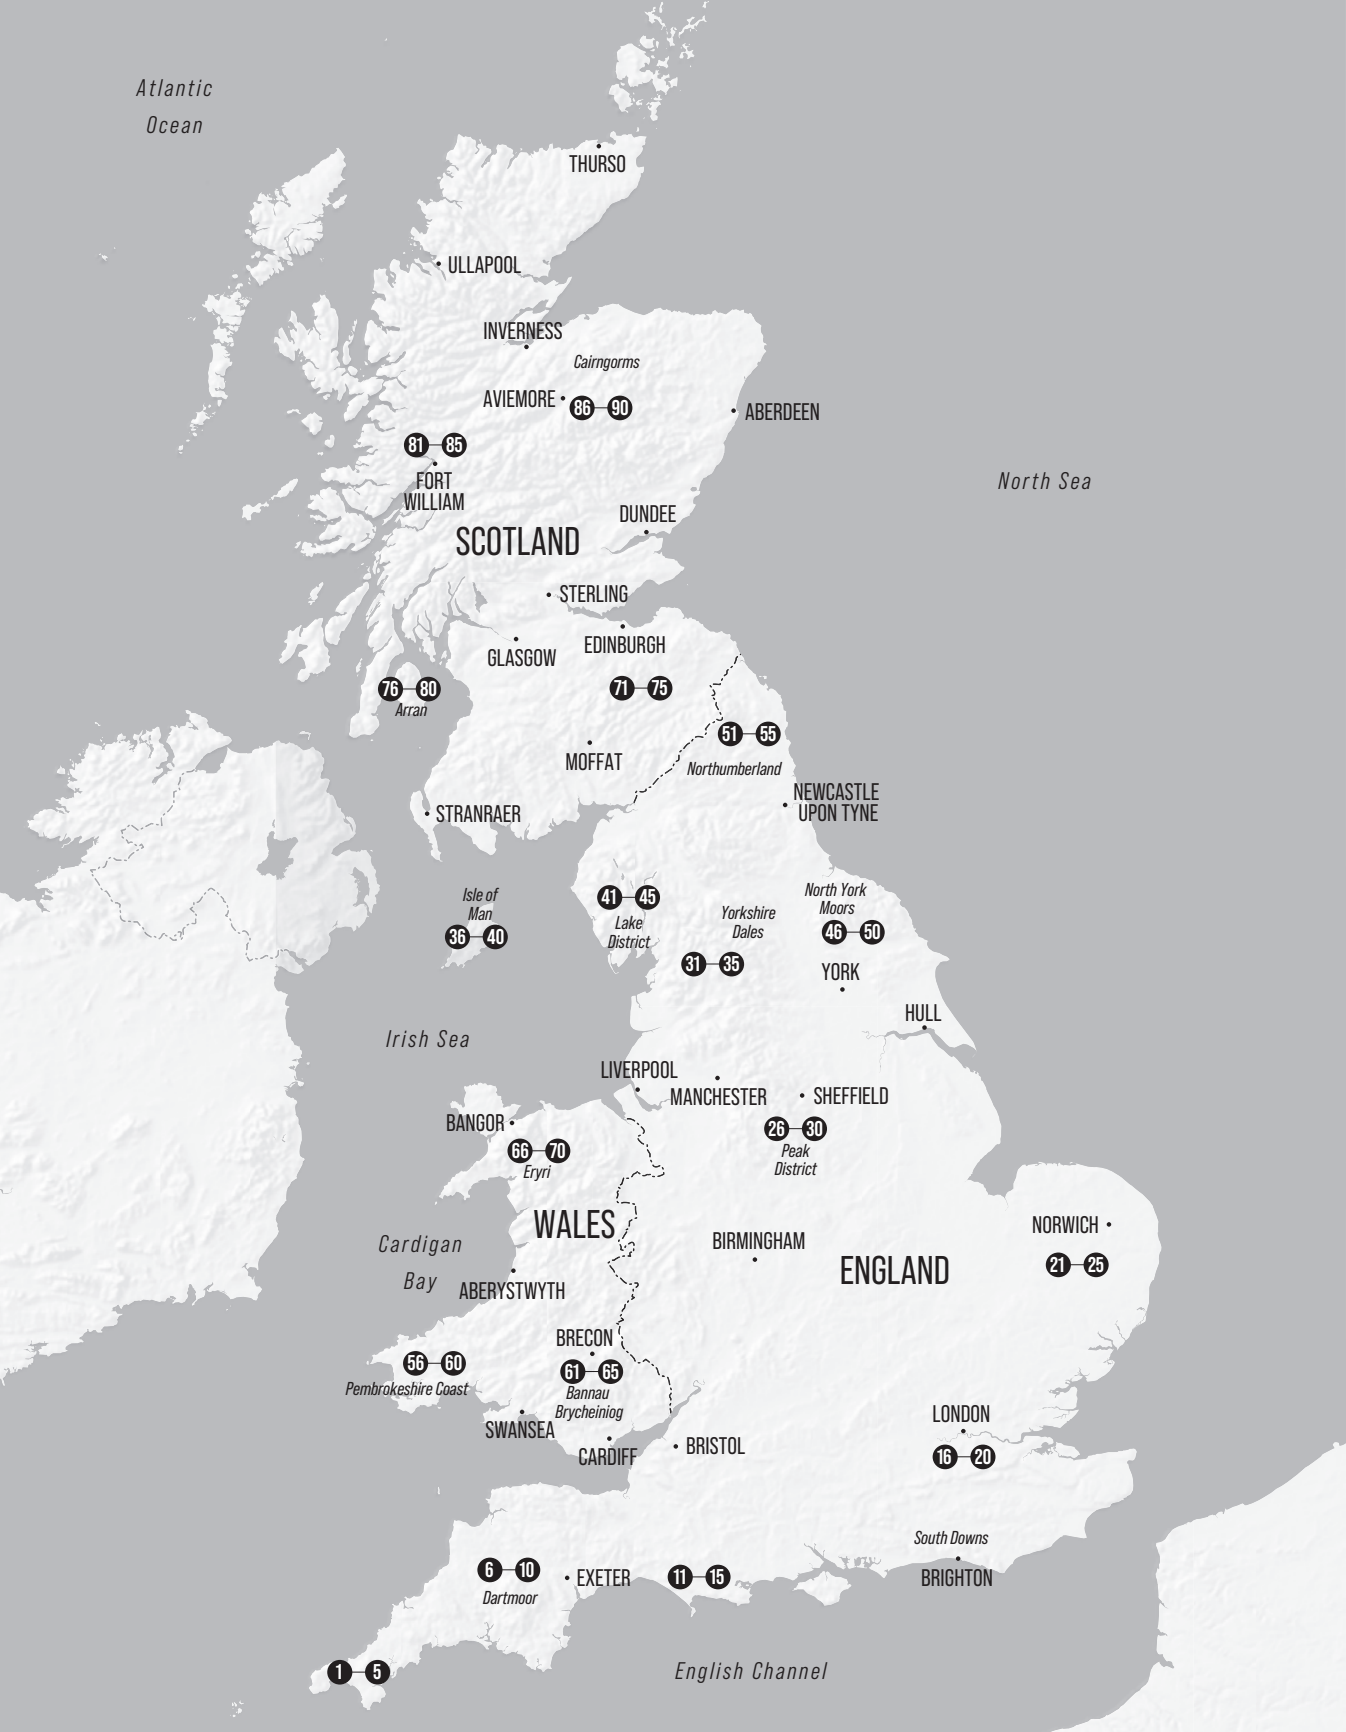 Atlantic
Ocean
THURSO
ULLAPOOL
INVERNESS
Cairngorms
AVIEMORE
86 90
ABERDEEN
81 85
FORT
WILLIAM
North Sea
DUNDEE
SCOTLAND
STERLING
EDINBURGH
GLASGOW
71 75
76 80
Arran
51 55
MOFFAT
Northumberland
NEWCASTLE
UPON TYNE
STRANRAER
Isle of
Man
36 40
41 45
Lake
District
North York
Moors
46 50
Yorkshire
Dales
31 35
YORK
HULL
Irish Sea
LIVERPOOL
MANCHESTER
SHEFFIELD
26 30
Peak
District
BANGOR
66 70
Eryri
WALES
NORWICH
21 25
Cardigan
Bay
BIRMINGHAM
ENGLAND
ABERYSTWYTH
BRECON
61 65
Bannau
Brycheiniog
56 60
Pembrokeshire Coast
SWANSEA
CARDIFF
BRISTOL
LONDON
16 20
South Downs
BRIGHTON
6 10
Dartmoor
EXETER
11 15
1 5
English Channel